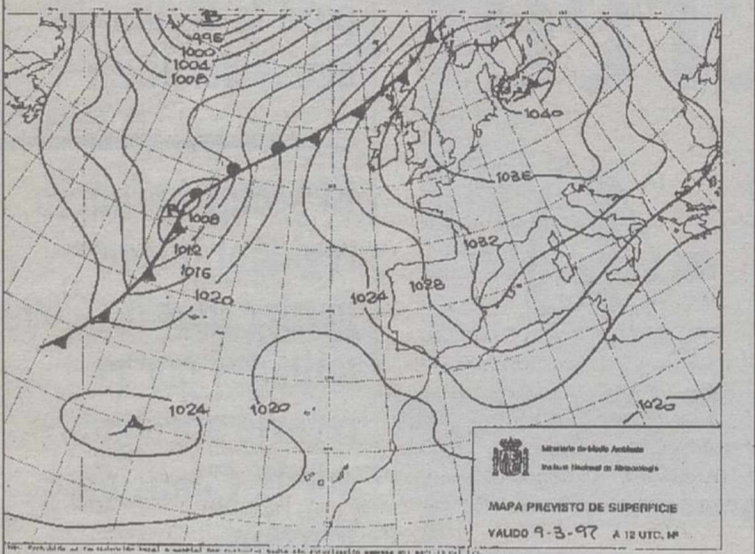 B
996
1000
1004
1008
A
1040
1036
B
1008
1012
1016
1020
1032
1028
1024
1024
A
1020
1020
Ministerio de Medio Ambiente
Instituto Nacional de Meteorología
MAPA PREVISTO DE SUPERFICIE
VALIDO 9-3-97 A 12 UTC. Nº